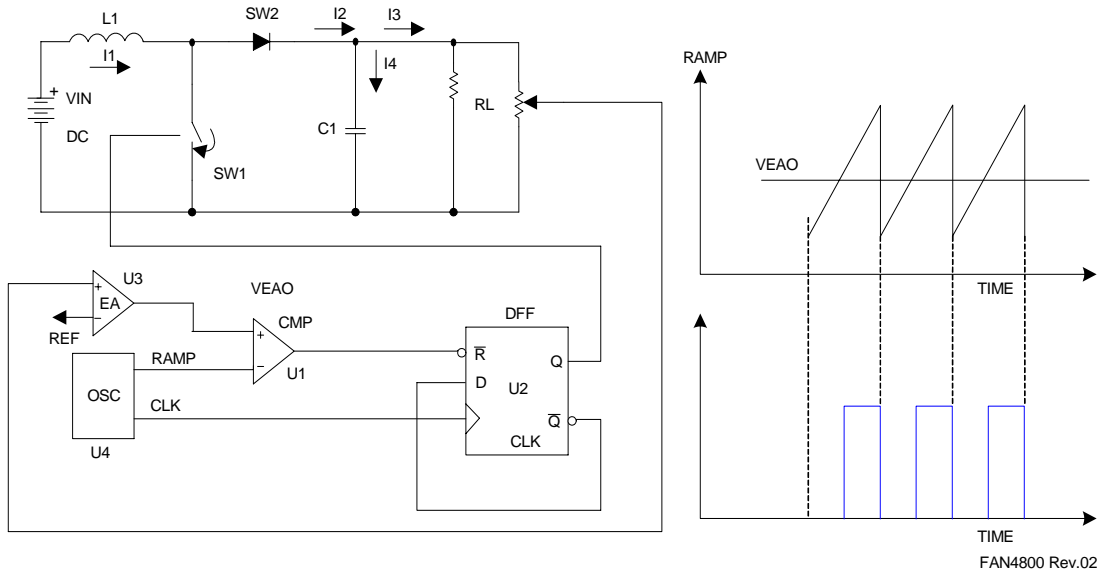 L1
SW2
I2
I3
I1
I4
+
VIN
DC
SW1
C1
RL
RAMP
VEAO
TIME
U3
+
EA
−
REF
VEAO
CMP
+
−
U1
RAMP
OSC
CLK
U4
DFF
R
Q
D
U2
Q
CLK
TIME
FAN4800 Rev.02